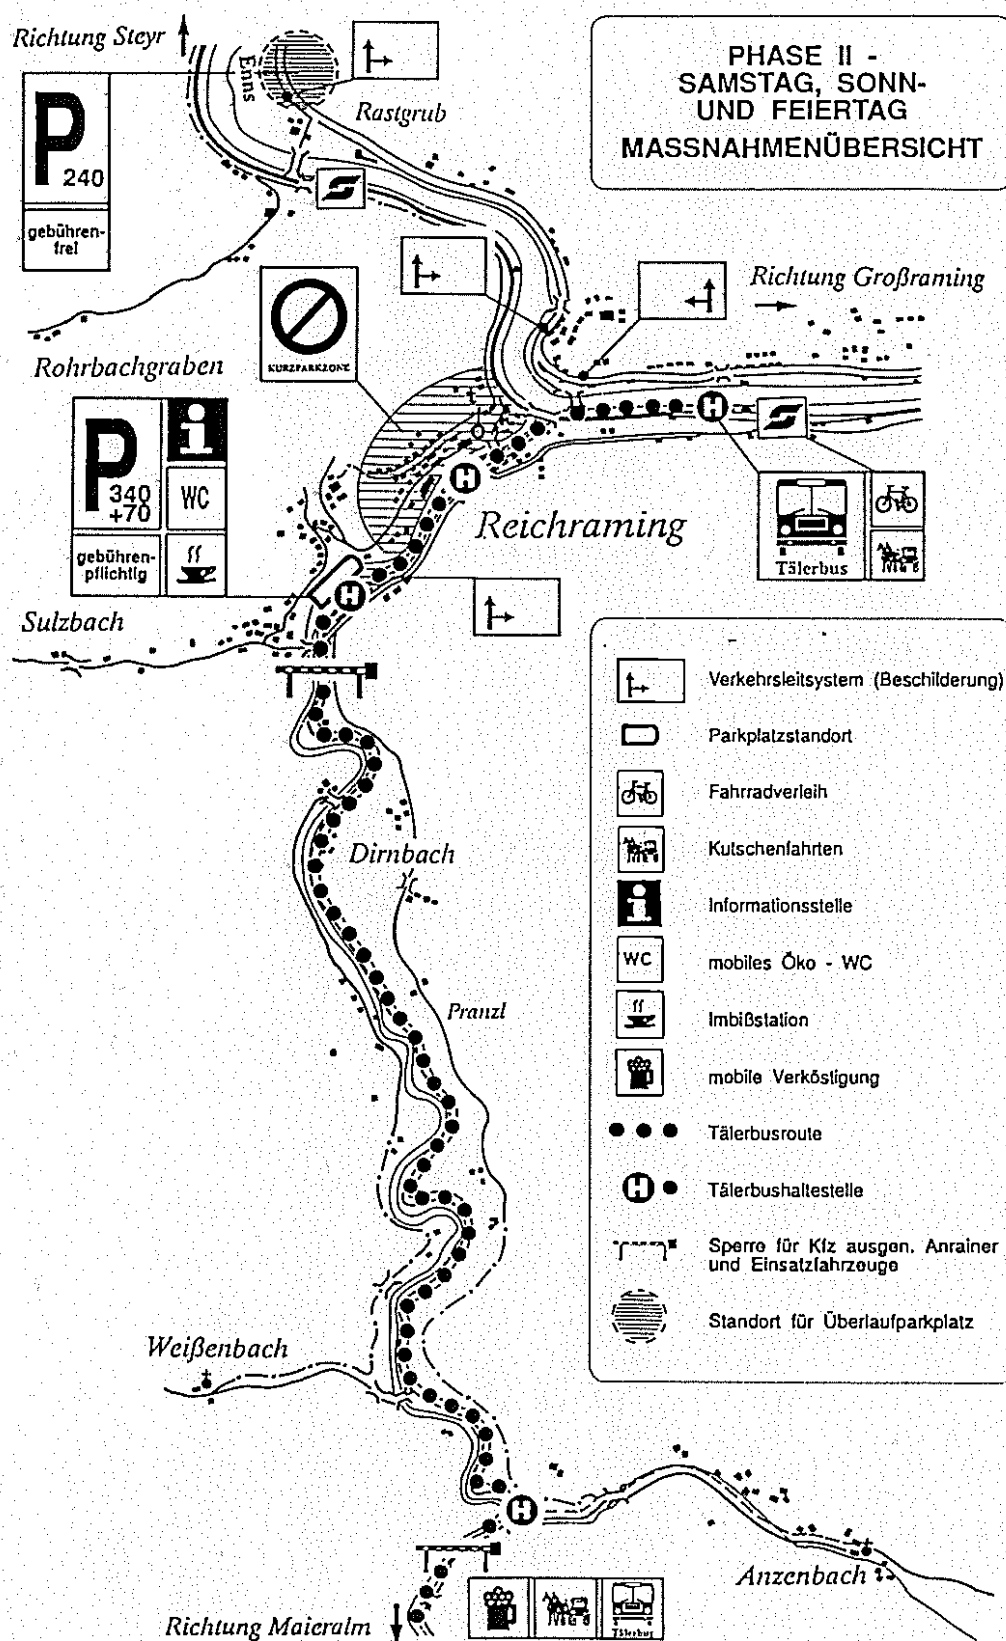 Richtung Steyr
PHASE II -
SAMSTAG, SONN-
UND FEIERTAG
MASSNAHMENÜBERSICHT
Enns
P
240
gebühren-
frei
Rastgrub
Richtung Großraming
KURZPARKZONE
Rohrbachgraben
P
340
+70
i
WC
gebühren-
pflichtig
H
H
Reichraming
Tälerbus
H
Sulzbach
Verkehrsleitsystem (Beschilderung)
Parkplatzstandort
Fahrradverleih
Dirnbach
Kutschenfahrten
i
Informationsstelle
WC
mobiles Öko - WC
Pranzl
Imbißstation
mobile Verköstigung
Tälerbusroute
H
Tälerbushaltestelle
Sperre für Kfz ausgen. Anrainer
und Einsatzfahrzeuge
Standort für Überlaufparkplatz
Weißenbach
H
Anzenbach
Richtung Maieralm
Tälerbus